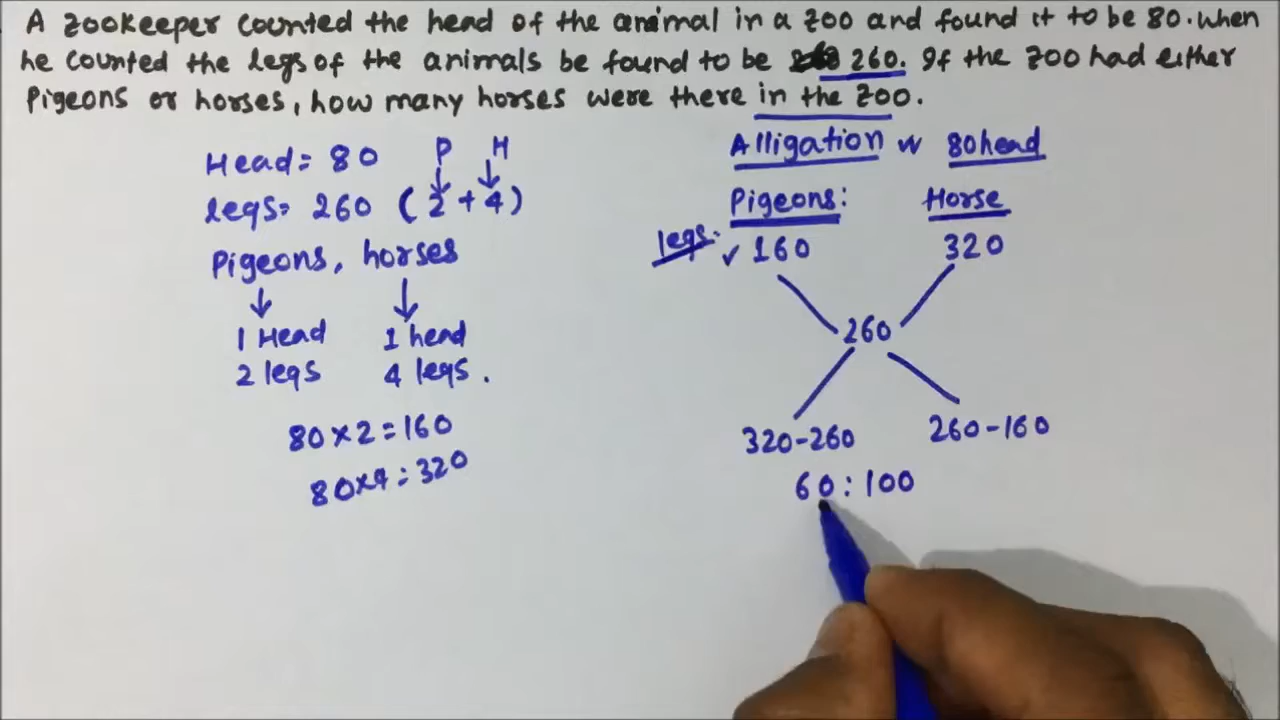 A zookeeper counted the head of the animal in a zoo and found it to be 80. When
he counted the legs of the animals be found to be 260. If the zoo had either
Pigeons or horses, how many horses were there in the zoo.
Head = 80 P H
legs = 260 (2 + 4)
Pigeons, horses
1 Head 1 head
2 legs 4 legs.
80×2=160
80×4=320
Alligation 80 head
Pigeons: Horse
legs. ✓ 160 320
260
320-260 260-160
60:100